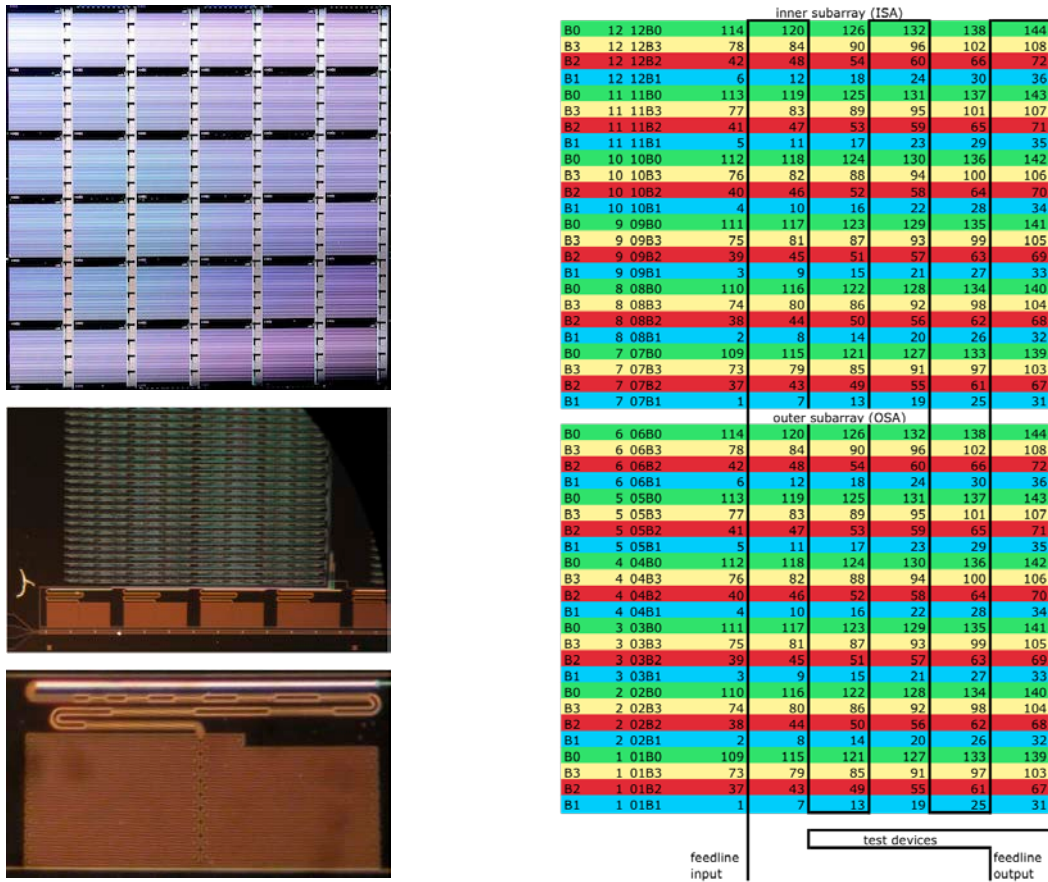 inner subarray (ISA)
B0 12 12B0 114 120 126 132 138 144
B3 12 12B3 78 84 90 96 102 108
B2 12 12B2 42 48 54 60 66 72
B1 12 12B1 6 12 18 24 30 36
B0 11 11B0 113 119 125 131 137 143
B3 11 11B3 77 83 89 95 101 107
B2 11 11B2 41 47 53 59 65 71
B1 11 11B1 5 11 17 23 29 35
B0 10 10B0 112 118 124 130 136 142
B3 10 10B3 76 82 88 94 100 106
B2 10 10B2 40 46 52 58 64 70
B1 10 10B1 4 10 16 22 28 34
B0 9 09B0 111 117 123 129 135 141
B3 9 09B3 75 81 87 93 99 105
B2 9 09B2 39 45 51 57 63 69
B1 9 09B1 3 9 15 21 27 33
B0 8 08B0 110 116 122 128 134 140
B3 8 08B3 74 80 86 92 98 104
B2 8 08B2 38 44 50 56 62 68
B1 8 08B1 2 8 14 20 26 32
B0 7 07B0 109 115 121 127 133 139
B3 7 07B3 73 79 85 91 97 103
B2 7 07B2 37 43 49 55 61 67
B1 7 07B1 1 7 13 19 25 31
outer subarray (OSA)
B0 6 06B0 114 120 126 132 138 144
B3 6 06B3 78 84 90 96 102 108
B2 6 06B2 42 48 54 60 66 72
B1 6 06B1 6 12 18 24 30 36
B0 5 05B0 113 119 125 131 137 143
B3 5 05B3 77 83 89 95 101 107
B2 5 05B2 41 47 53 59 65 71
B1 5 05B1 5 11 17 23 29 35
B0 4 04B0 112 118 124 130 136 142
B3 4 04B3 76 82 88 94 100 106
B2 4 04B2 40 46 52 58 64 70
B1 4 04B1 4 10 16 22 28 34
B0 3 03B0 111 117 123 129 135 141
B3 3 03B3 75 81 87 93 99 105
B2 3 03B2 39 45 51 57 63 69
B1 3 03B1 3 9 15 21 27 33
B0 2 02B0 110 116 122 128 134 140
B3 2 02B3 74 80 86 92 98 104
B2 2 02B2 38 44 50 56 62 68
B1 2 02B1 2 8 14 20 26 32
B0 1 01B0 109 115 121 127 133 139
B3 1 01B3 73 79 85 91 97 103
B2 1 01B2 37 43 49 55 61 67
B1 1 01B1 1 7 13 19 25 31
test devices
feedline input
feedline output